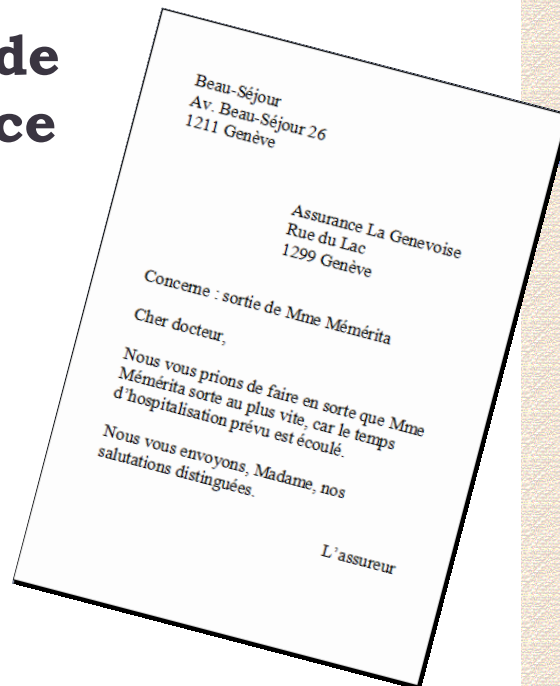 de
ce
Beau-Séjour
Av. Beau-Séjour 26
1211 Genève
Assurance La Genevoise
Rue du Lac
1299 Genève
Concerne : sortie de Mme Mémérita
Cher docteur,
Nous vous prions de faire en sorte que Mme
Mémérita sorte au plus vite, car le temps
d'hospitalisation prévu est écoulé.
Nous vous envoyons, Madame, nos
salutations distinguées.
L'assureur